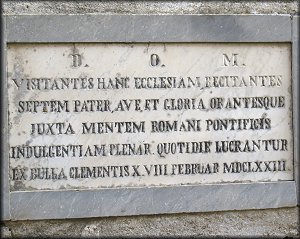 D. O. M.
VISITANTES HANC ECCLESIAM RECITANTES
SEPTEM PATER, AVE, ET GLORIA ORANTESQUE
JUXTA MENTEM ROMANI PONTIFICIS
INDULGENTIAM PLENAR. QUOTIDIE LUCRANTUR
EX BULLA CLEMENTIS X. VIII FEBRUAR MDCLXXIII.